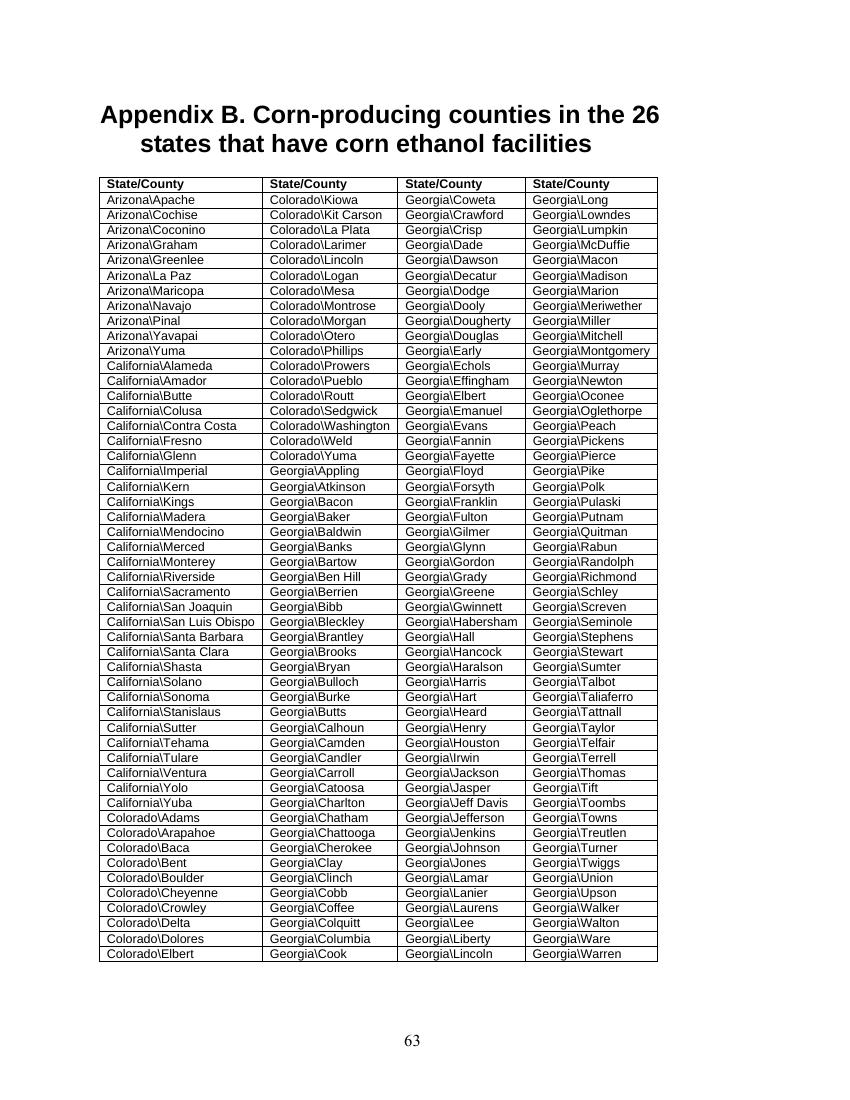 Appendix B. Corn-producing counties in the 26
states that have corn ethanol facilities
State/County State/County State/County State/County
Arizona\Apache Colorado\Kiowa Georgia\Coweta Georgia\Long
Arizona\Cochise Colorado\Kit Carson Georgia\Crawford Georgia\Lowndes
Arizona\Coconino Colorado\La Plata Georgia\Crisp Georgia\Lumpkin
Arizona\Graham Colorado\Larimer Georgia\Dade Georgia\McDuffie
Arizona\Greenlee Colorado\Lincoln Georgia\Dawson Georgia\Macon
Arizona\La Paz Colorado\Logan Georgia\Decatur Georgia\Madison
Arizona\Maricopa Colorado\Mesa Georgia\Dodge Georgia\Marion
Arizona\Navajo Colorado\Montrose Georgia\Dooly Georgia\Meriwether
Arizona\Pinal Colorado\Morgan Georgia\Dougherty Georgia\Miller
Arizona\Yavapai Colorado\Otero Georgia\Douglas Georgia\Mitchell
Arizona\Yuma Colorado\Phillips Georgia\Early Georgia\Montgomery
California\Alameda Colorado\Prowers Georgia\Echols Georgia\Murray
California\Amador Colorado\Pueblo Georgia\Effingham Georgia\Newton
California\Butte Colorado\Routt Georgia\Elbert Georgia\Oconee
California\Colusa Colorado\Sedgwick Georgia\Emanuel Georgia\Oglethorpe
California\Contra Costa Colorado\Washington Georgia\Evans Georgia\Peach
California\Fresno Colorado\Weld Georgia\Fannin Georgia\Pickens
California\Glenn Colorado\Yuma Georgia\Fayette Georgia\Pierce
California\Imperial Georgia\Appling Georgia\Floyd Georgia\Pike
California\Kern Georgia\Atkinson Georgia\Forsyth Georgia\Polk
California\Kings Georgia\Bacon Georgia\Franklin Georgia\Pulaski
California\Madera Georgia\Baker Georgia\Fulton Georgia\Putnam
California\Mendocino Georgia\Baldwin Georgia\Gilmer Georgia\Quitman
California\Merced Georgia\Banks Georgia\Glynn Georgia\Rabun
California\Monterey Georgia\Bartow Georgia\Gordon Georgia\Randolph
California\Riverside Georgia\Ben Hill Georgia\Grady Georgia\Richmond
California\Sacramento Georgia\Berrien Georgia\Greene Georgia\Schley
California\San Joaquin Georgia\Bibb Georgia\Gwinnett Georgia\Screven
California\San Luis Obispo Georgia\Bleckley Georgia\Habersham Georgia\Seminole
California\Santa Barbara Georgia\Brantley Georgia\Hall Georgia\Stephens
California\Santa Clara Georgia\Brooks Georgia\Hancock Georgia\Stewart
California\Shasta Georgia\Bryan Georgia\Haralson Georgia\Sumter
California\Solano Georgia\Bulloch Georgia\Harris Georgia\Talbot
California\Sonoma Georgia\Burke Georgia\Hart Georgia\Taliaferro
California\Stanislaus Georgia\Butts Georgia\Heard Georgia\Tattnall
California\Sutter Georgia\Calhoun Georgia\Henry Georgia\Taylor
California\Tehama Georgia\Camden Georgia\Houston Georgia\Telfair
California\Tulare Georgia\Candler Georgia\Irwin Georgia\Terrell
California\Ventura Georgia\Carroll Georgia\Jackson Georgia\Thomas
California\Yolo Georgia\Catoosa Georgia\Jasper Georgia\Tift
California\Yuba Georgia\Charlton Georgia\Jeff Davis Georgia\Toombs
Colorado\Adams Georgia\Chatham Georgia\Jefferson Georgia\Towns
Colorado\Arapahoe Georgia\Chattooga Georgia\Jenkins Georgia\Treutlen
Colorado\Baca Georgia\Cherokee Georgia\Johnson Georgia\Turner
Colorado\Bent Georgia\Clay Georgia\Jones Georgia\Twiggs
Colorado\Boulder Georgia\Clinch Georgia\Lamar Georgia\Union
Colorado\Cheyenne Georgia\Cobb Georgia\Lanier Georgia\Upson
Colorado\Crowley Georgia\Coffee Georgia\Laurens Georgia\Walker
Colorado\Delta Georgia\Colquitt Georgia\Lee Georgia\Walton
Colorado\Dolores Georgia\Columbia Georgia\Liberty Georgia\Ware
Colorado\Elbert Georgia\Cook Georgia\Lincoln Georgia\Warren
63